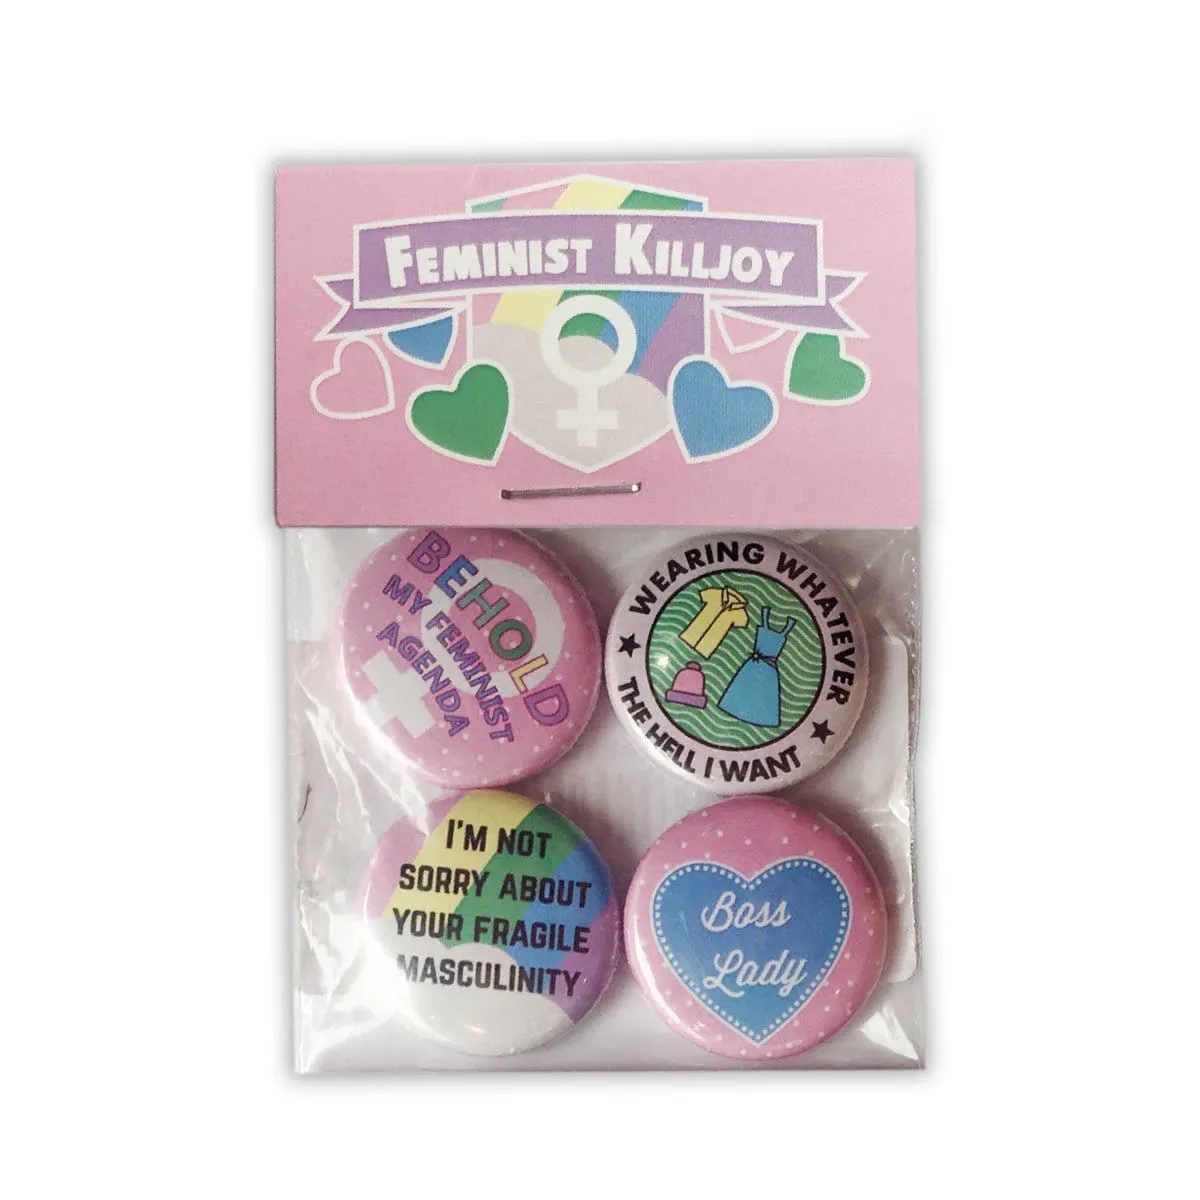 FEMINIST KILLJOY
BEHOLD
MY FEMINIST
AGENDA
WEARING WHATEVER
THE HELL I WANT
I'M NOT
SORRY ABOUT
YOUR FRAGILE
MASCULINITY
Boss
Lady